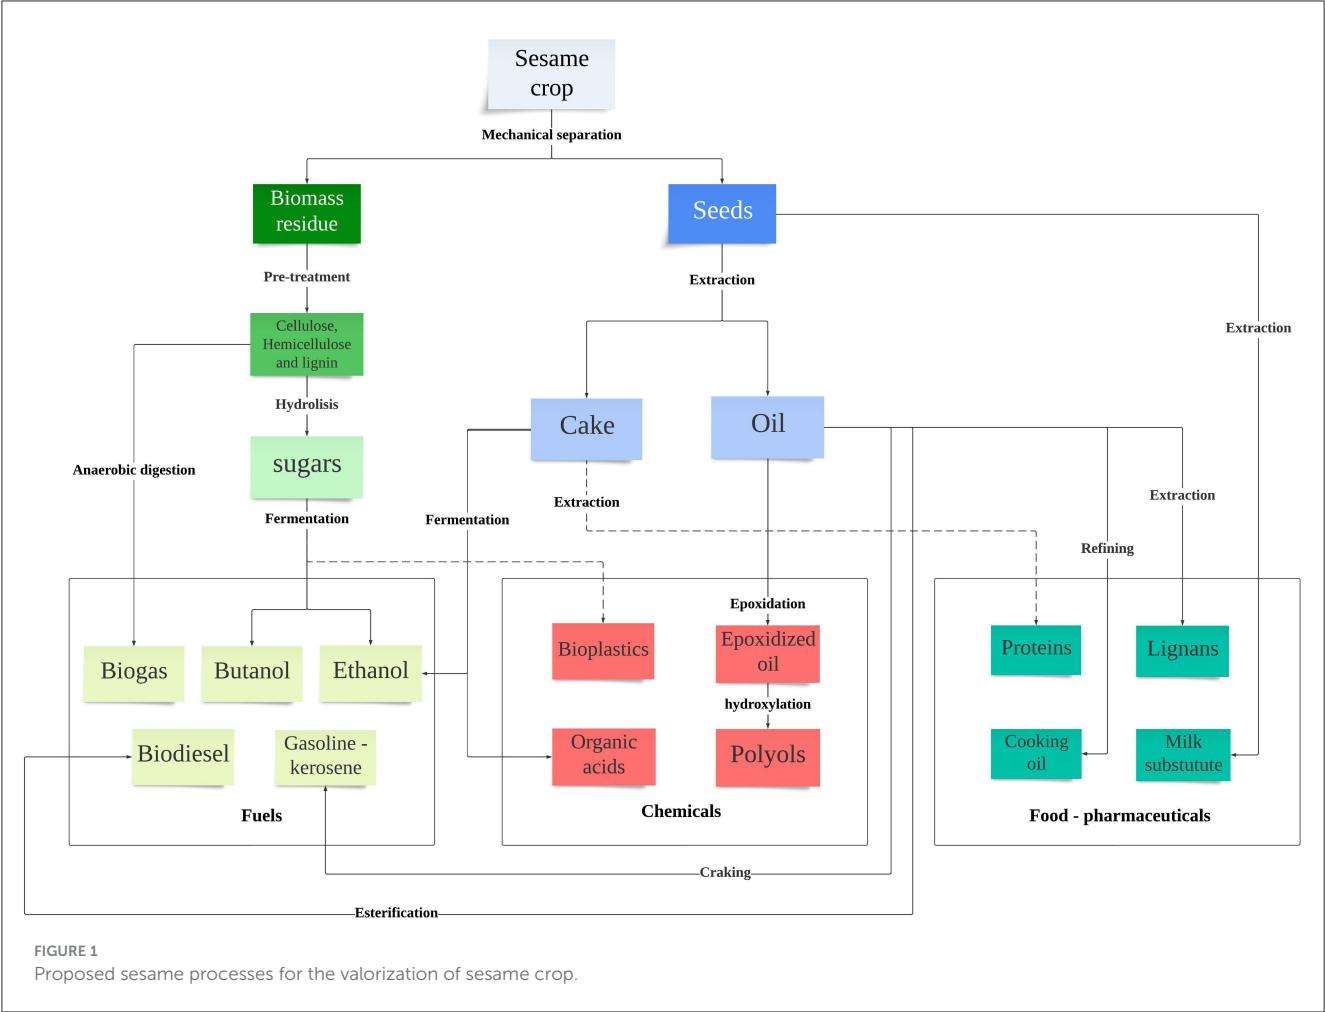 Sesame
crop
Mechanical separation
Biomass
residue
Seeds
Pre-treatment
Extraction
Cellulose,
Hemicellulose
and lignin
Extraction
Hydrolisis
Cake
Oil
sugars
Anaerobic digestion
Extraction
Extraction
Fermentation
Fermentation
Refining
Epoxidation
Biogas
Butanol
Ethanol
Bioplastics
Epoxidized
oil
Proteins
Lignans
hydroxylation
Biodiesel
Gasoline -
kerosene
Organic
acids
Polyols
Cooking
oil
Milk
substutute
Fuels
Chemicals
Food - pharmaceuticals
Craking
Esterification
FIGURE 1
Proposed sesame processes for the valorization of sesame crop.